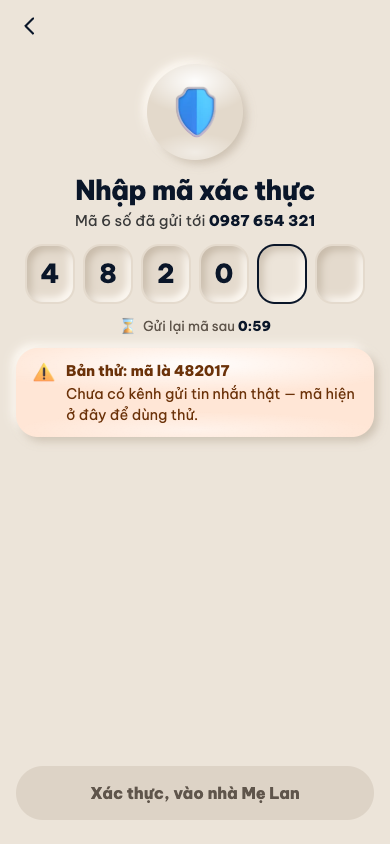 Nhập mã xác thực
Mã 6 số đã gửi tới 0987 654 321
4 8 2 0
⏳ Gửi lại mã sau 0:59
⚠️ Bản thử: mã là 482017
Chưa có kênh gửi tin nhắn thật — mã hiện
ở đây để dùng thử.
Xác thực, vào nhà Mẹ Lan